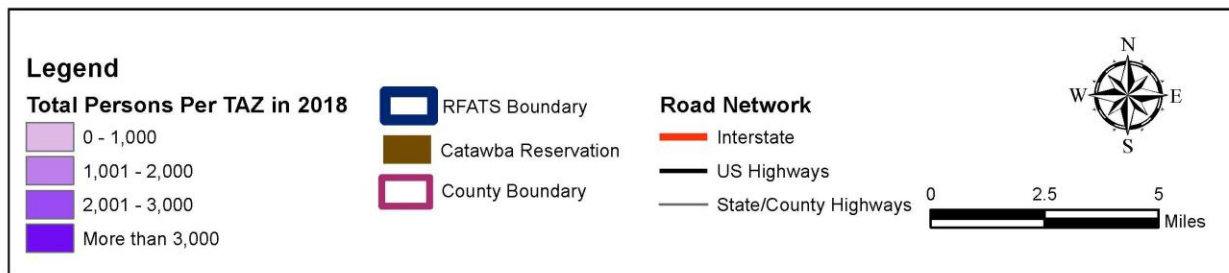 Legend
Total Persons Per TAZ in 2018
0 - 1,000
1,001 - 2,000
2,001 - 3,000
More than 3,000
RFATS Boundary
Catawba Reservation
County Boundary
Road Network
Interstate
US Highways
State/County Highways
N
W E
S
0 2.5 5
Miles